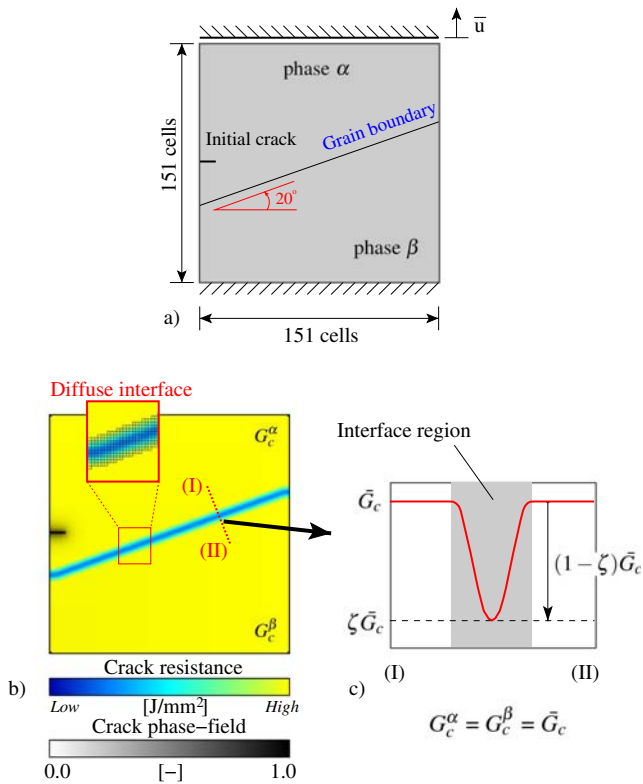 ū
phase α
Grain boundary
Initial crack
151 cells
20°
phase β
a)
151 cells
Diffuse interface
G_c^α
(I)
(II)
G_c^β
Crack resistance
b)
Low [J/mm²] High
Crack phase−field
0.0 [−] 1.0
Interface region
Ḡ_c
(1 − ζ)Ḡ_c
ζḠ_c
(I) (II)
c)
G_c^α = G_c^β = Ḡ_c